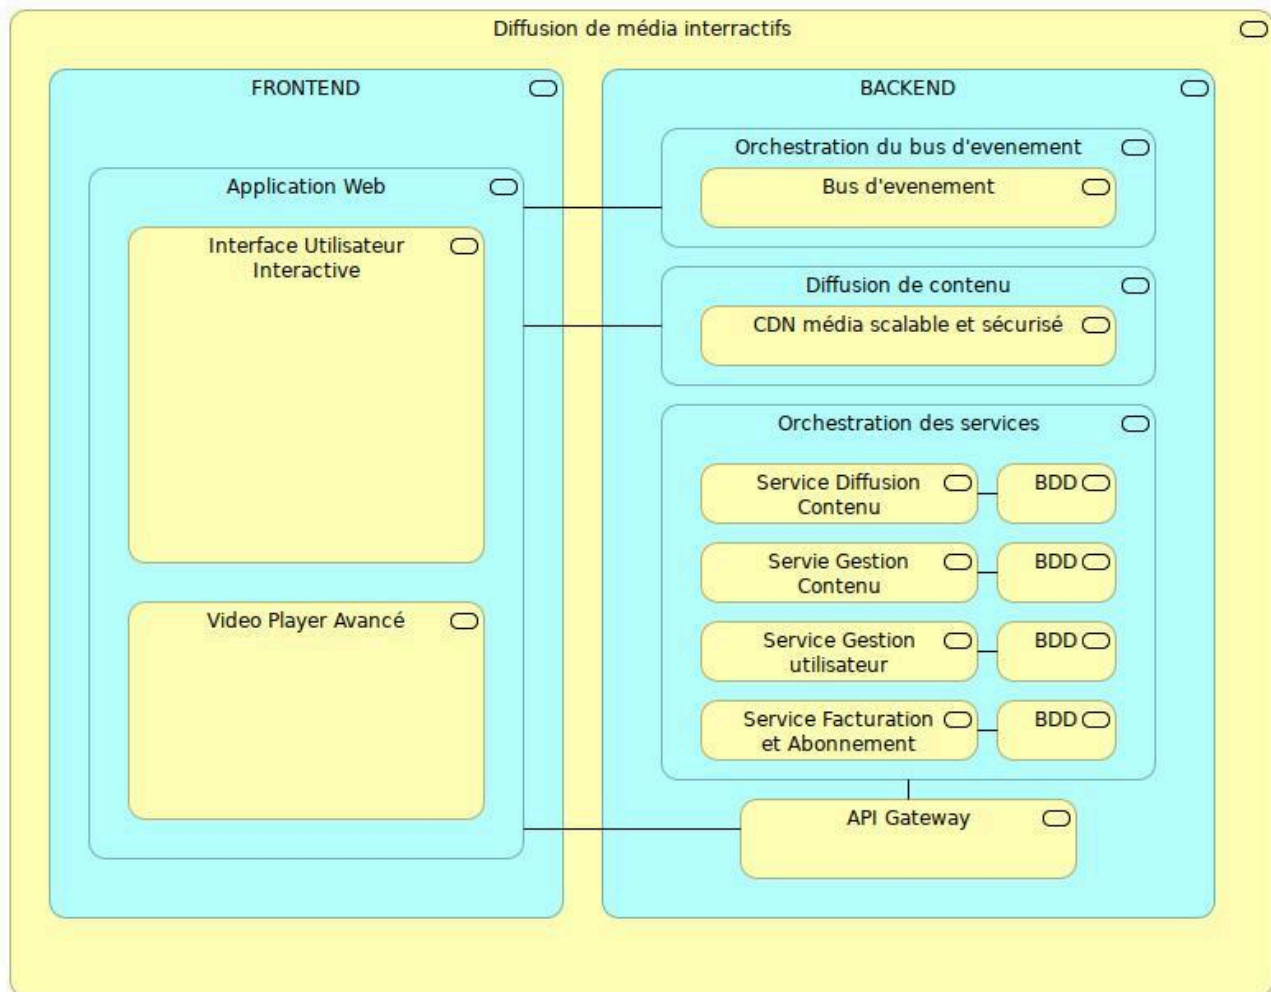 Diffusion de média interractifs
FRONTEND
Application Web
Interface Utilisateur
Interactive
Video Player Avancé
BACKEND
Orchestration du bus d'evenement
Bus d'evenement
Diffusion de contenu
CDN média scalable et sécurisé
Orchestration des services
Service Diffusion
Contenu
BDD
Servie Gestion
Contenu
BDD
Service Gestion
utilisateur
BDD
Service Facturation
et Abonnement
BDD
API Gateway